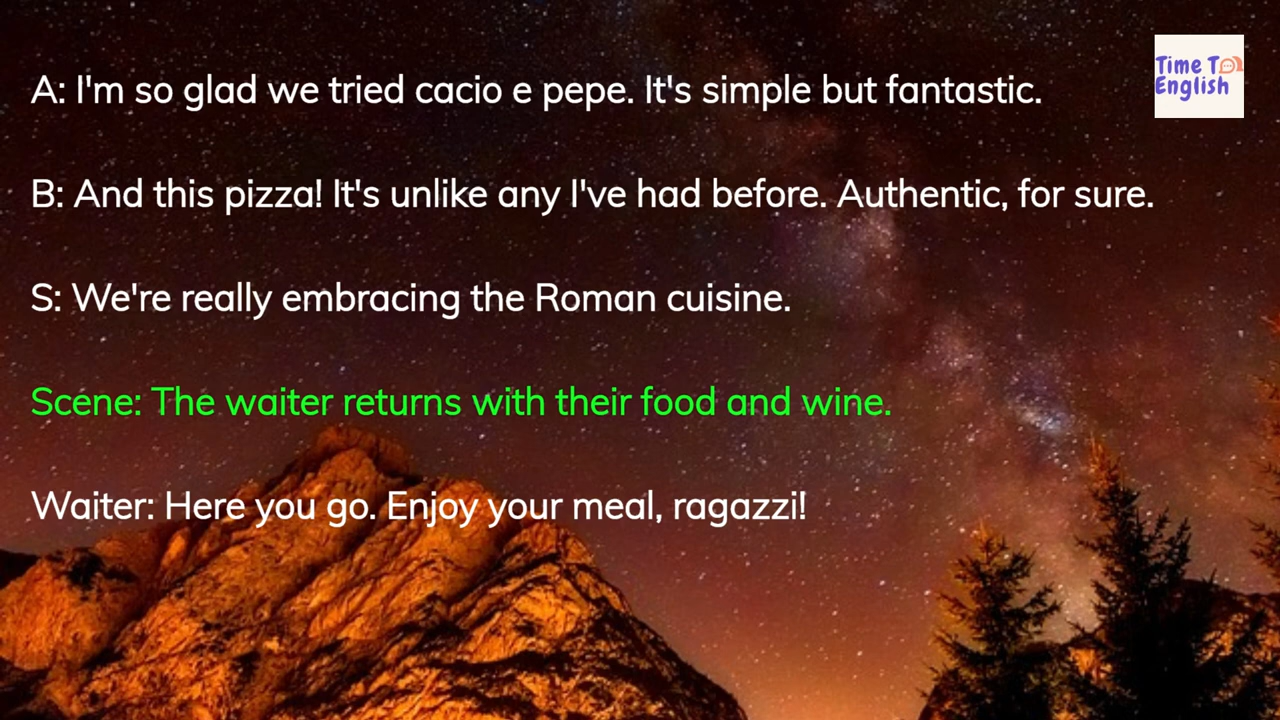 A: I'm so glad we tried cacio e pepe. It's simple but fantastic.
Time To
English
B: And this pizza! It's unlike any I've had before. Authentic, for sure.
S: We're really embracing the Roman cuisine.
Scene: The waiter returns with their food and wine.
Waiter: Here you go. Enjoy your meal, ragazzi!